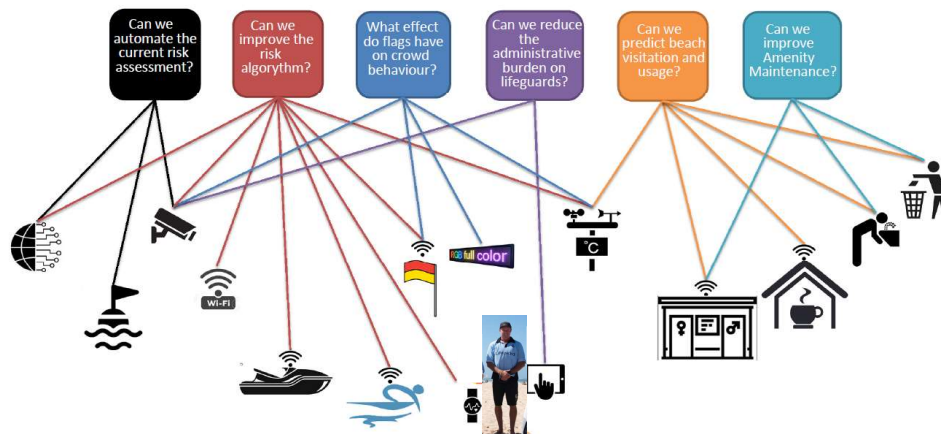 Can we
automate the
current risk
assessment?
Can we
improve the
risk
algorythm?
What effect
do flags have
on crowd
behaviour?
Can we reduce
the
administrative
burden on
lifeguards?
Can we
predict beach
visitation and
usage?
Can we
improve
Amenity
Maintenance?
Wi-Fi
RGB full color
°C